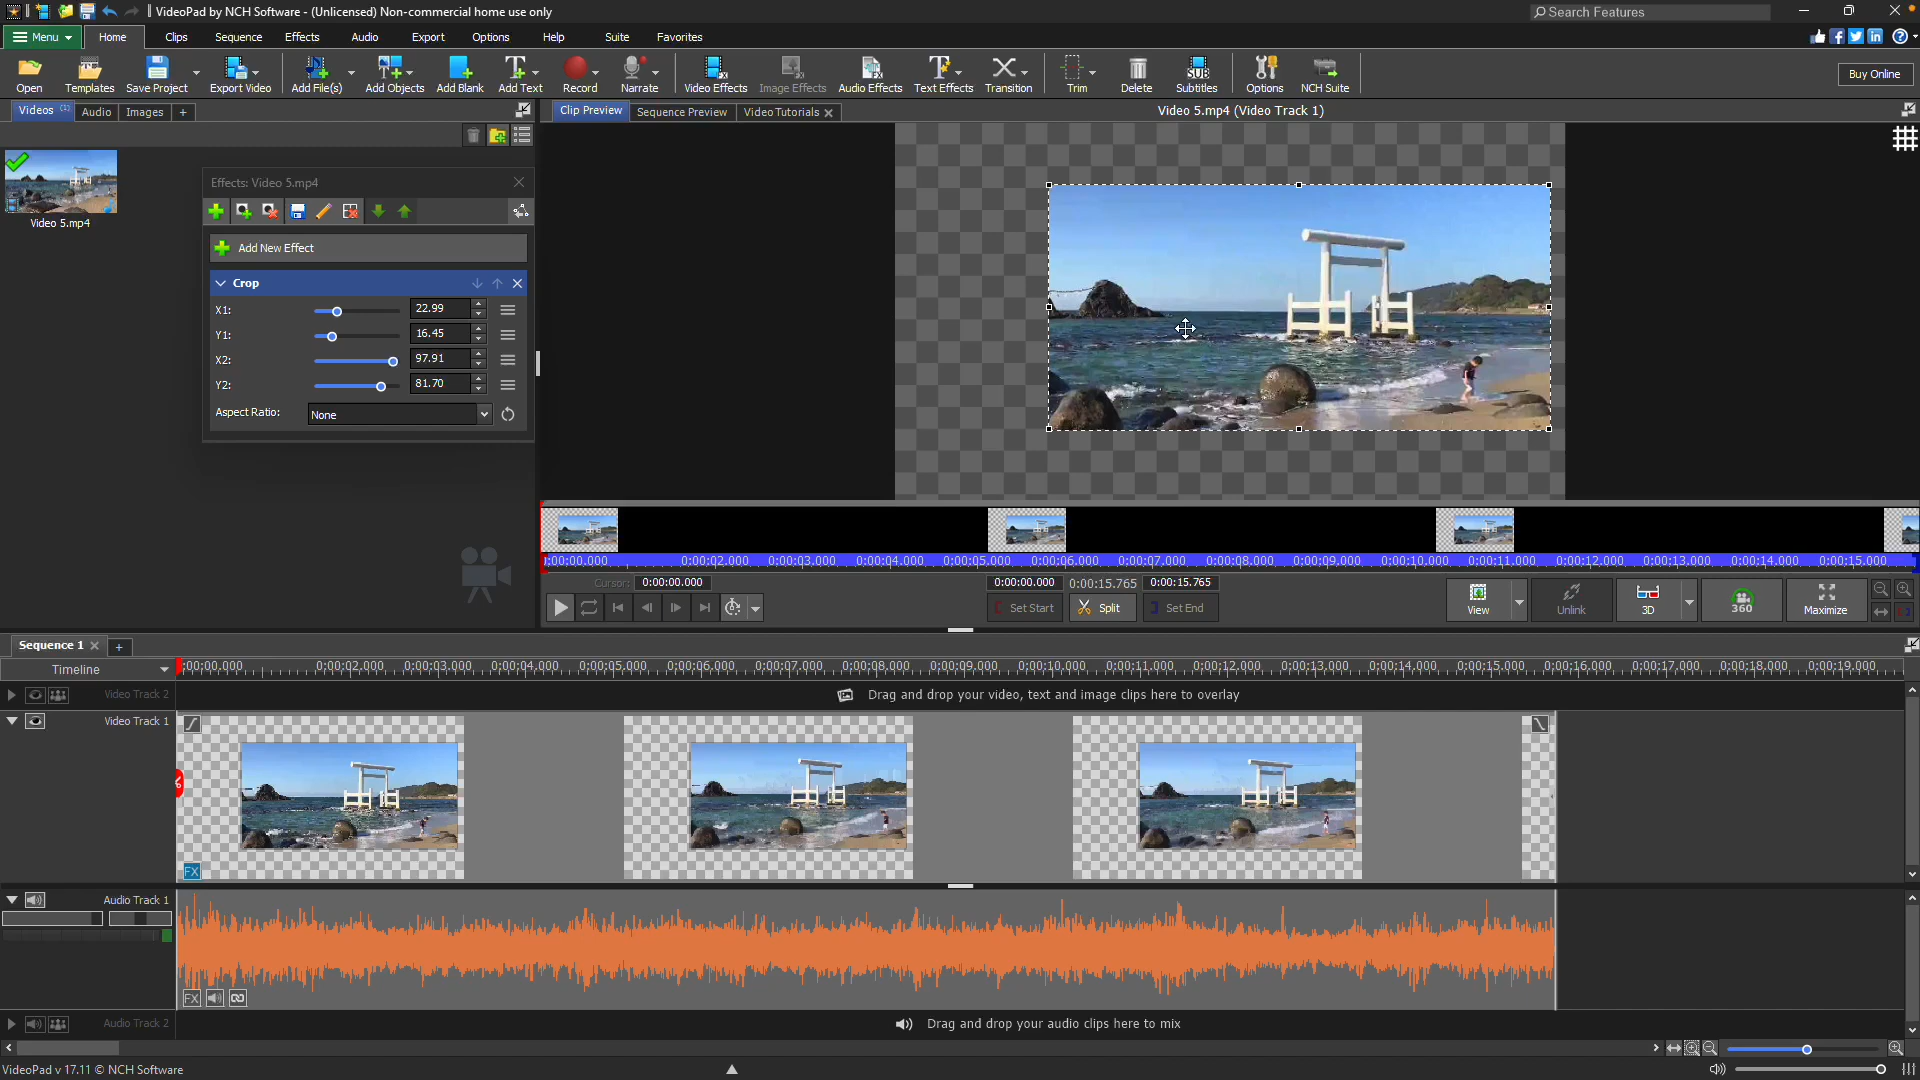 VideoPad by NCH Software - (Unlicensed) Non-commercial home use only
Search Features
Menu Home Clips Sequence Effects Audio Export Options Help Suite Favorites
Open Templates Save Project Export Video Add File(s) Add Objects Add Blank Add Text Record Narrate Video Effects Image Effects Audio Effects Text Effects Transition Trim Delete Subtitles Options NCH Suite Buy Online
Videos (1) Audio Images +
Clip Preview Sequence Preview Video Tutorials
Video 5.mp4 (Video Track 1)
Video 5.mp4
Effects: Video 5.mp4
Add New Effect
Crop
X1: 22.99
Y1: 16.45
X2: 97.91
Y2: 81.70
Aspect Ratio: None
0;00;02.000 0;00;03.000 0;00;04.000 0;00;05.000 0;00;06.000 0;00;07.000 0;00;08.000 0;00;09.000 0;00;10.000 0;00;11.000 0;00;12.000 0;00;13.000 0;00;14.000 0;00;15.000
Cursor: 0:00:00.000
0:00:00.000 0:00:15.765 0:00:15.765
Set Start Split Set End
View Unlink 3D 360 Maximize
Sequence 1 +
Timeline
0;00;02.000 0;00;03.000 0;00;04.000 0;00;05.000 0;00;06.000 0;00;07.000 0;00;08.000 0;00;09.000 0;00;10.000 0;00;11.000 0;00;12.000 0;00;13.000 0;00;14.000 0;00;15.000 0;00;16.000 0;00;17.000 0;00;18.000 0;00;19.000
Video Track 2
Drag and drop your video, text and image clips here to overlay
Video Track 1
FX
Audio Track 1
FX
Audio Track 2
Drag and drop your audio clips here to mix
VideoPad v 17.11 © NCH Software